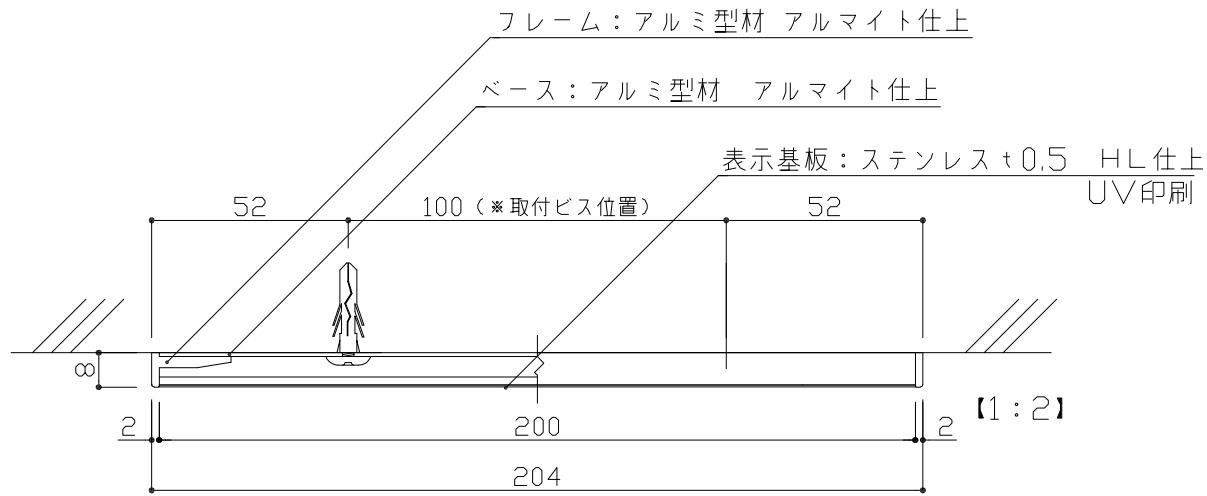 フレーム：アルミ型材 アルマイト仕上
ベース：アルミ型材　アルマイト仕上
表示基板：ステンレスｔ0.5　HL仕上
UV印刷
52
100（※取付ビス位置）
52
8
【1：2】
2
200
2
204